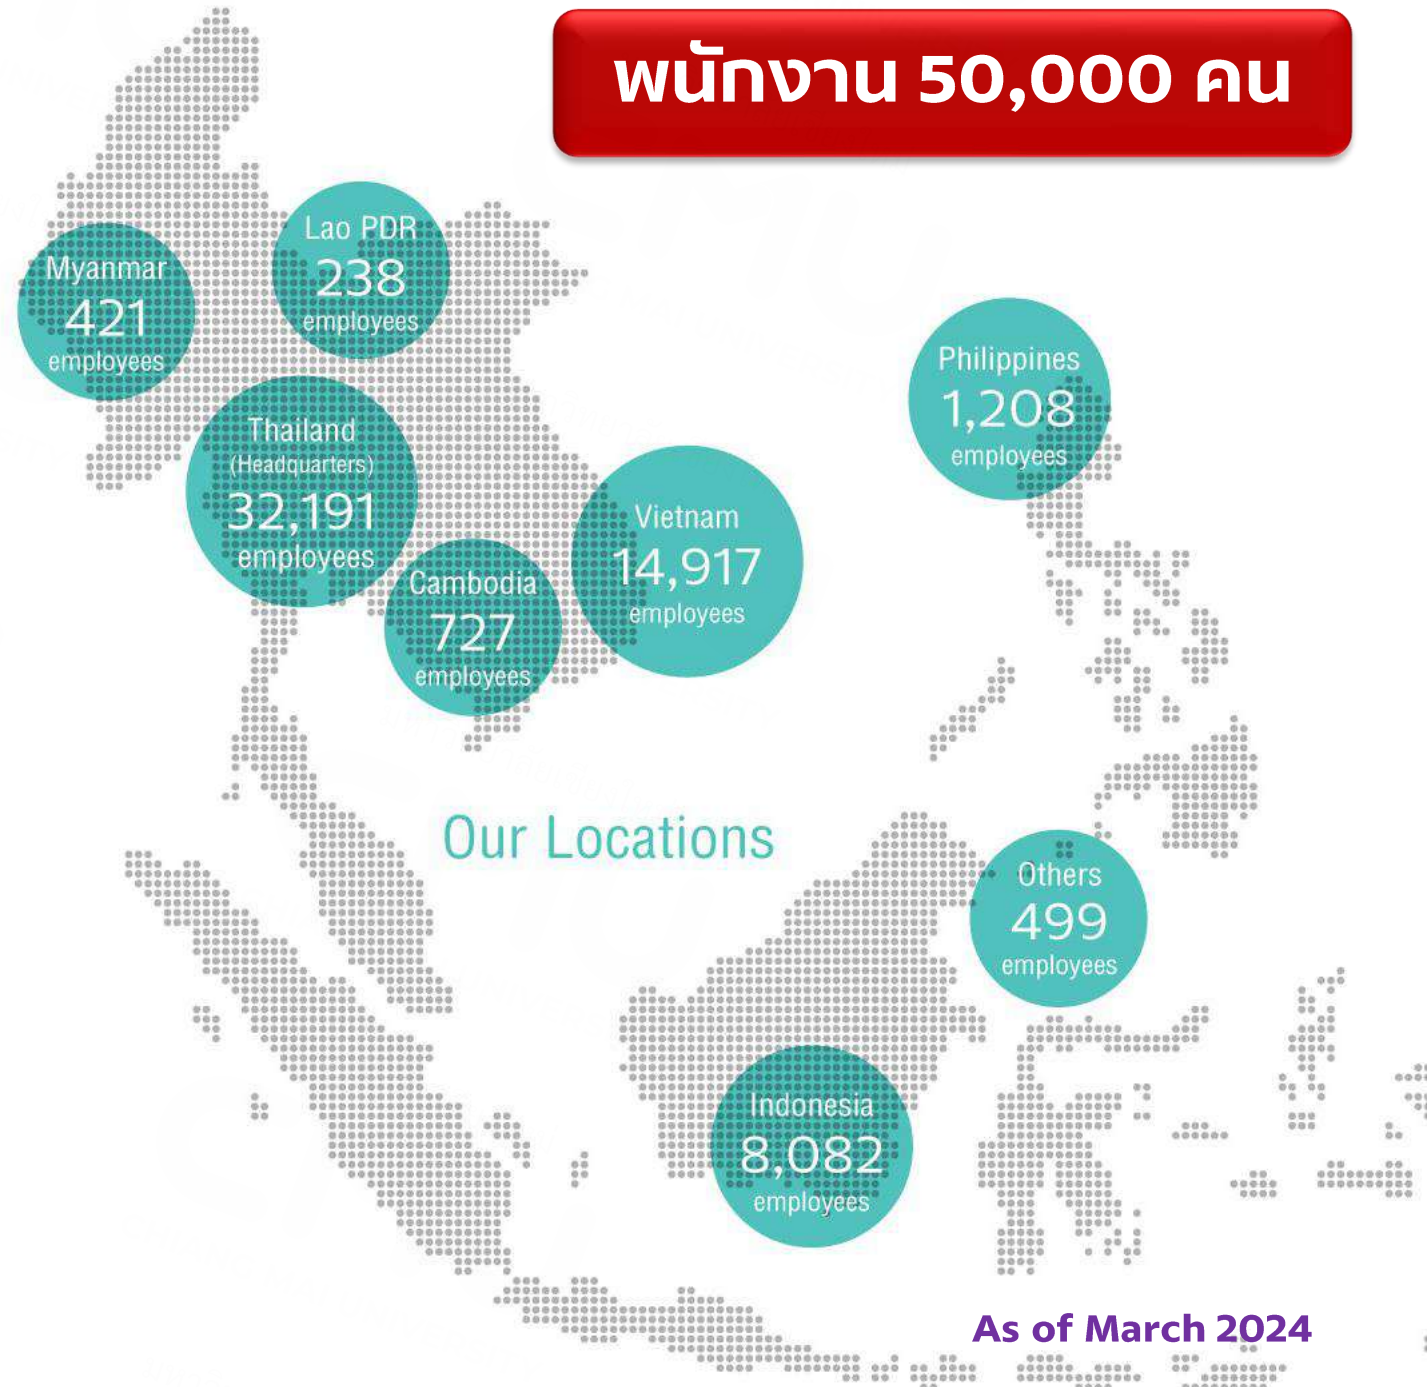 พนักงาน 50,000 คน
Lao PDR
238
employees
Myanmar
421
employees
Philippines
1,208
employees
Thailand
(Headquarters)
32,191
employees
Vietnam
14,917
employees
Cambodia
727
employees
Our Locations
Others
499
employees
Indonesia
8,082
employees
As of March 2024